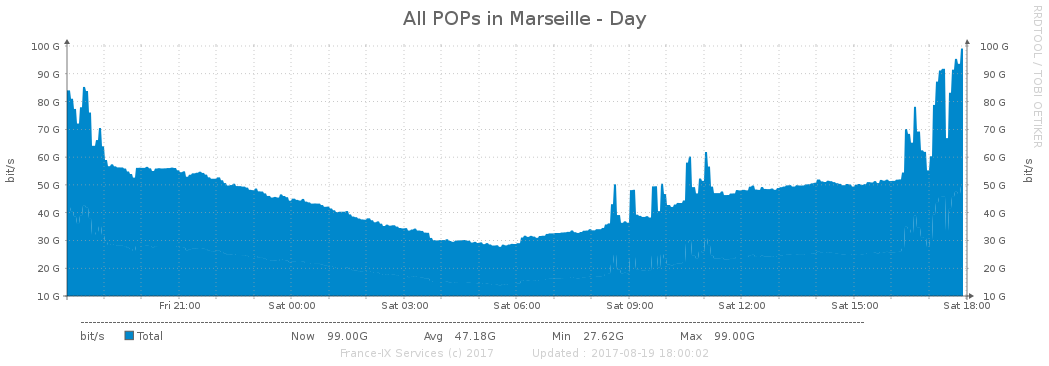 All POPs in Marseille - Day
RRDTOOL / TOBI OETIKER
bit/s
100 G 100 G
90 G 90 G
80 G 80 G
70 G 70 G
60 G 60 G
50 G 50 G
40 G 40 G
30 G 30 G
20 G 20 G
10 G 10 G
bit/s
Fri 21:00 Sat 00:00 Sat 03:00 Sat 06:00 Sat 09:00 Sat 12:00 Sat 15:00 Sat 18:00
bit/s Total Now 99.00G Avg 47.18G Min 27.62G Max 99.00G
France-IX Services (c) 2017 Updated : 2017-08-19 18:00:02